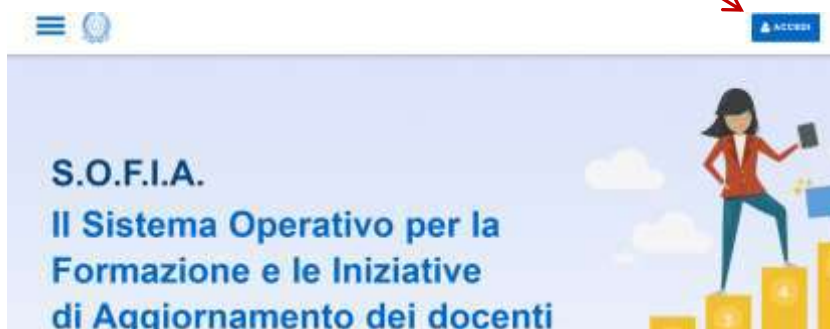 ACCEDI
S.O.F.I.A.
Il Sistema Operativo per la
Formazione e le Iniziative
di Aggiornamento dei docenti